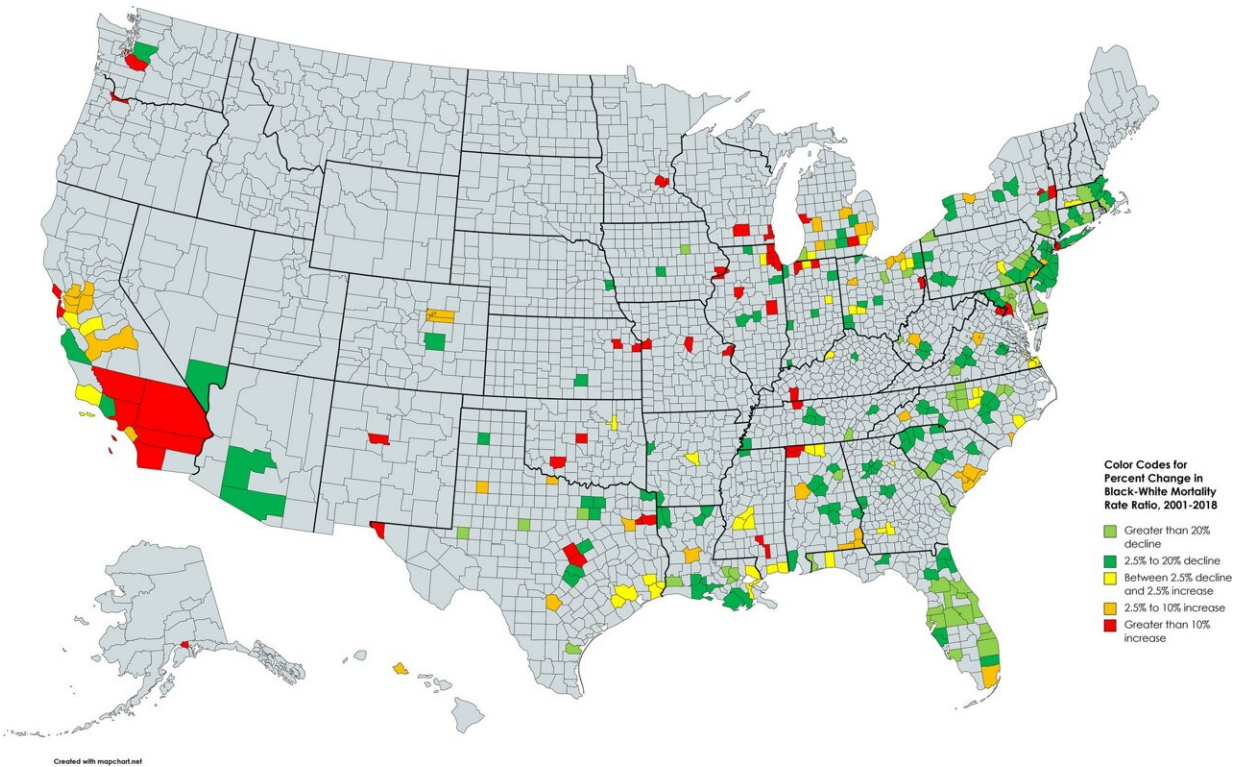 Color Codes for
Percent Change in
Black-White Mortality
Rate Ratio, 2001-2018
Greater than 20%
decline
2.5% to 20% decline
Between 2.5% decline
and 2.5% increase
2.5% to 10% increase
Greater than 10%
increase
Created with mapchart.net